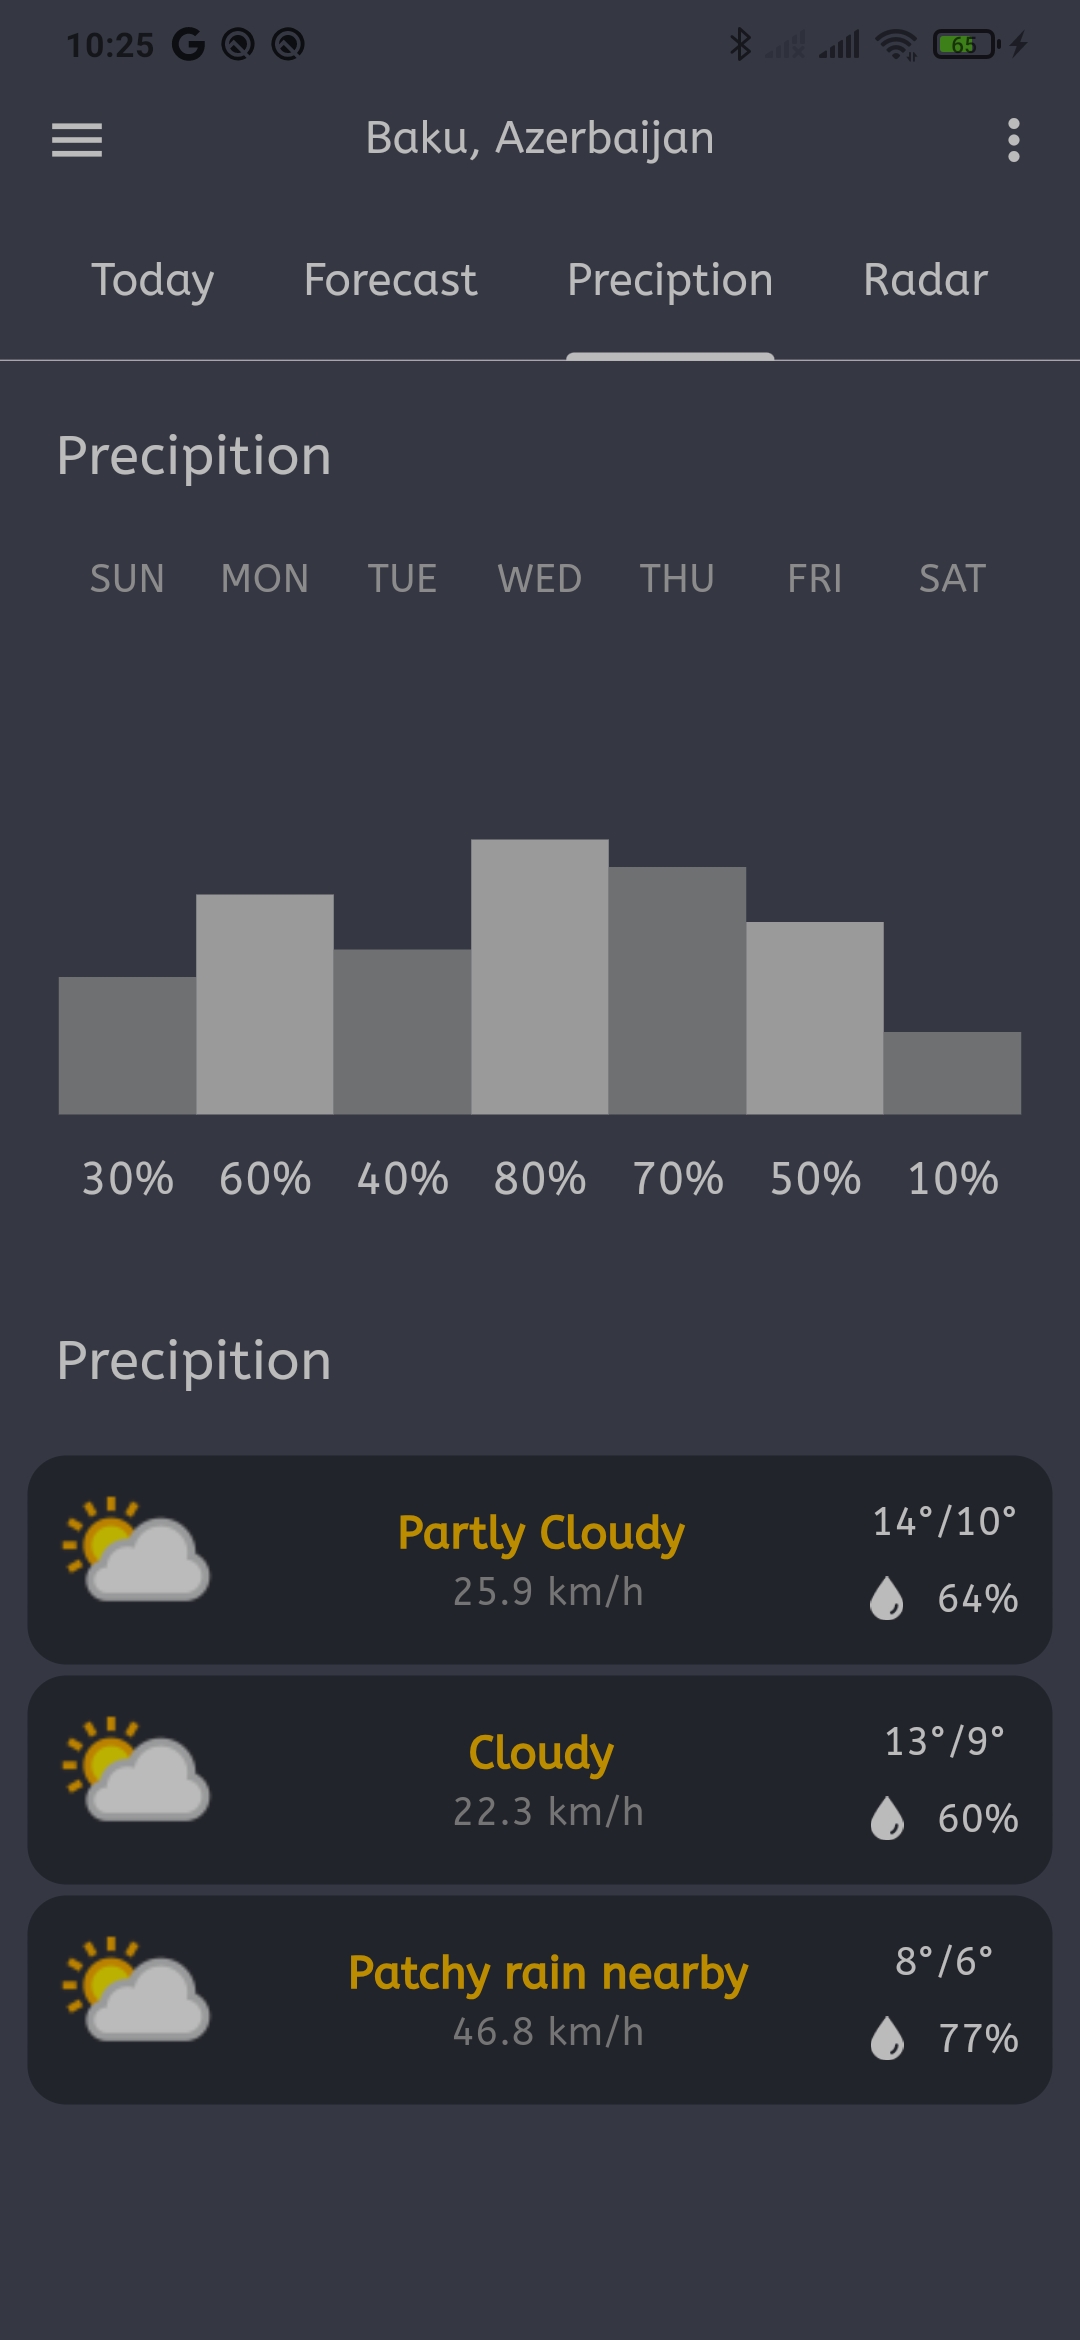 10:25 65
Baku, Azerbaijan
Today Forecast Preciption Radar
Precipition
SUN MON TUE WED THU FRI SAT
30% 60% 40% 80% 70% 50% 10%
Precipition
Partly Cloudy 14°/10°
25.9 km/h 64%
Cloudy 13°/9°
22.3 km/h 60%
Patchy rain nearby 8°/6°
46.8 km/h 77%